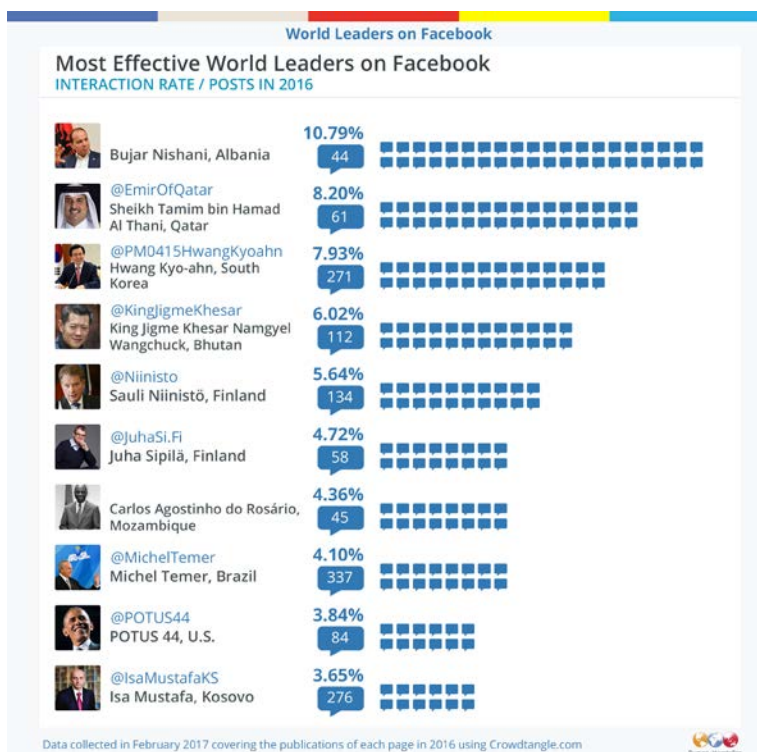 World Leaders on Facebook
Most Effective World Leaders on Facebook
INTERACTION RATE / POSTS IN 2016
10.79%
44
Bujar Nishani, Albania
@EmirOfQatar
8.20%
Sheikh Tamim bin Hamad
61
Al Thani, Qatar
@PM0415HwangKyoahn
7.93%
Hwang Kyo-ahn, South
271
Korea
@KingJigmeKhesar
6.02%
King Jigme Khesar Namgyel
112
Wangchuck, Bhutan
@Niinisto
5.64%
Sauli Niinistö, Finland
134
@JuhaSi.Fi
4.72%
Juha Sipilä, Finland
58
4.36%
Carlos Agostinho do Rosário,
45
Mozambique
@MichelTemer
4.10%
Michel Temer, Brazil
337
@POTUS44
3.84%
POTUS 44, U.S.
84
@IsaMustafaKS
3.65%
Isa Mustafa, Kosovo
276
Data collected in February 2017 covering the publications of each page in 2016 using Crowdtangle.com